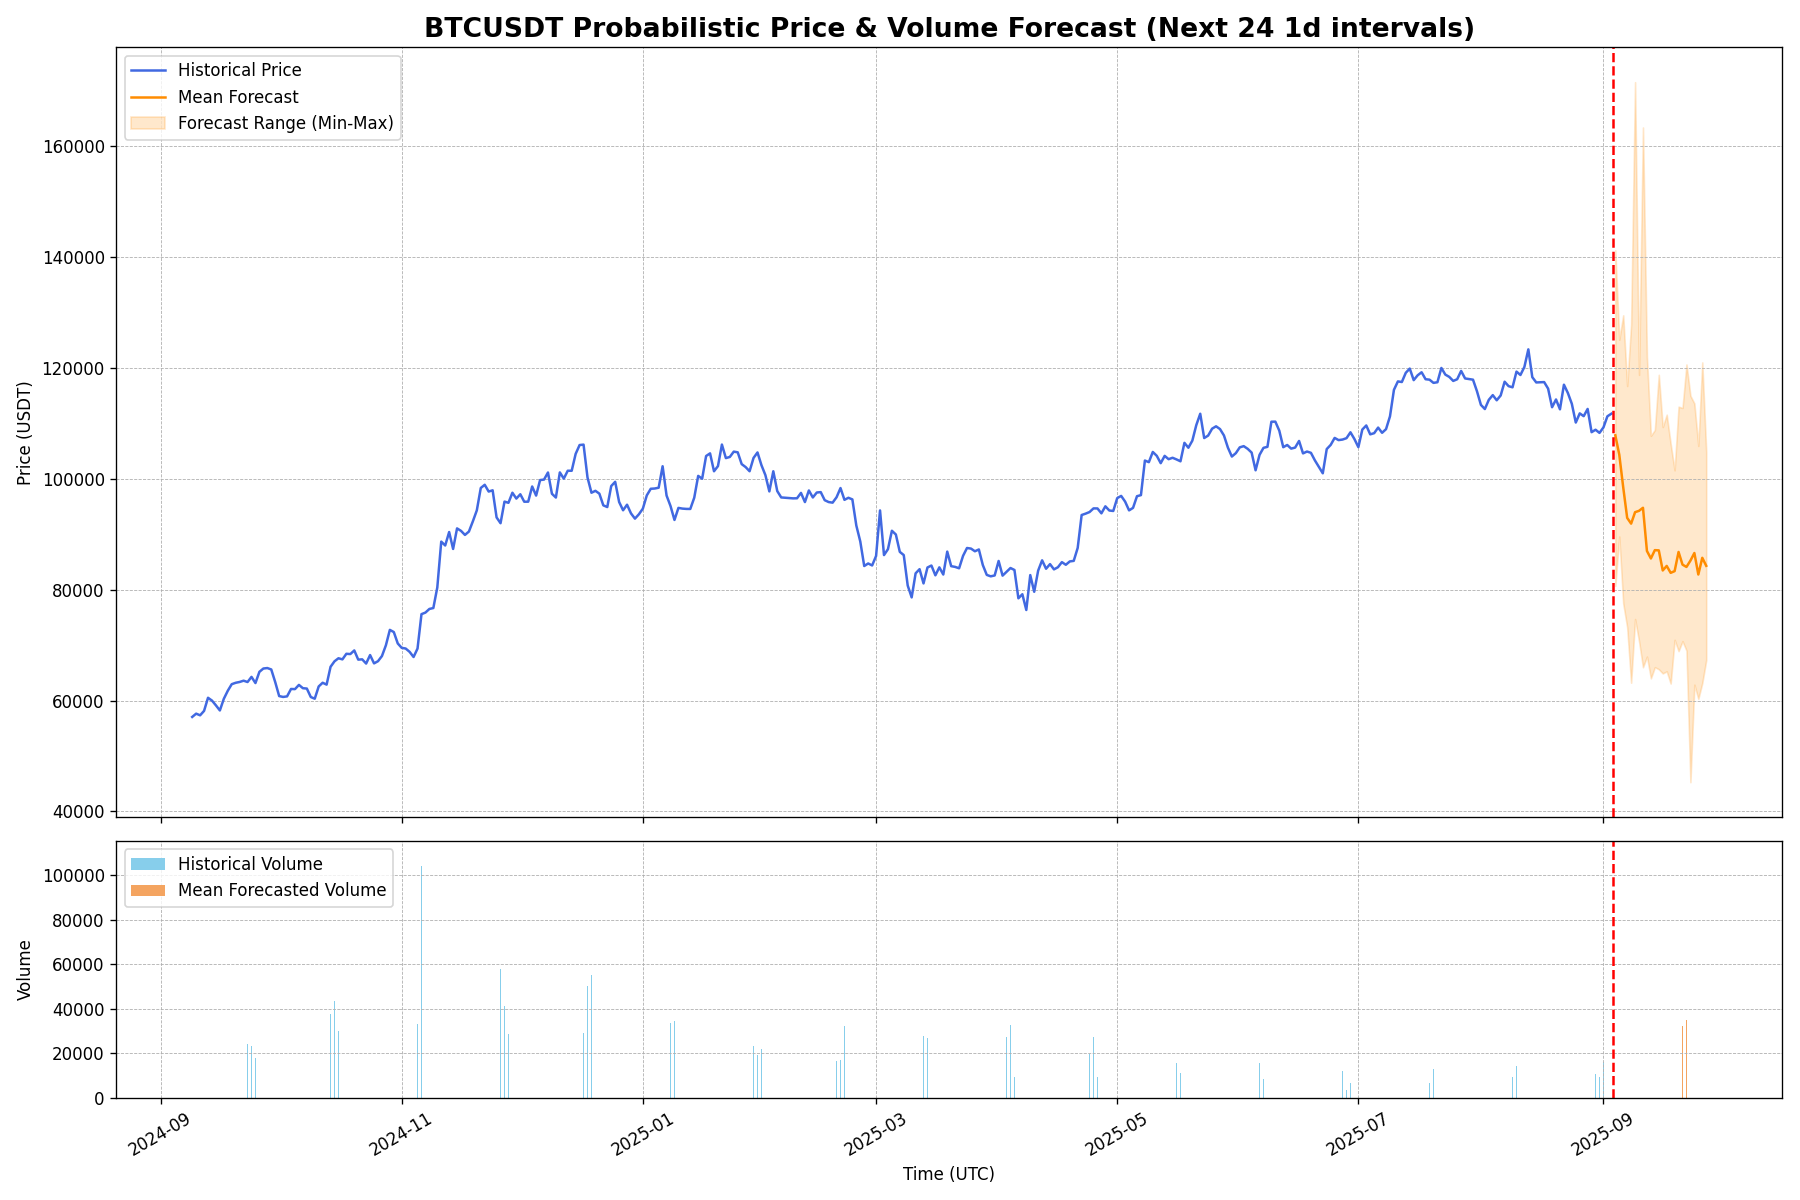 BTCUSDT Probabilistic Price & Volume Forecast (Next 24 1d intervals)
Historical Price
Mean Forecast
Forecast Range (Min-Max)
Price (USDT)
160000
140000
120000
100000
80000
60000
40000
Historical Volume
Mean Forecasted Volume
Volume
100000
80000
60000
40000
20000
0
2024-09
2024-11
2025-01
2025-03
2025-05
2025-07
2025-09
Time (UTC)